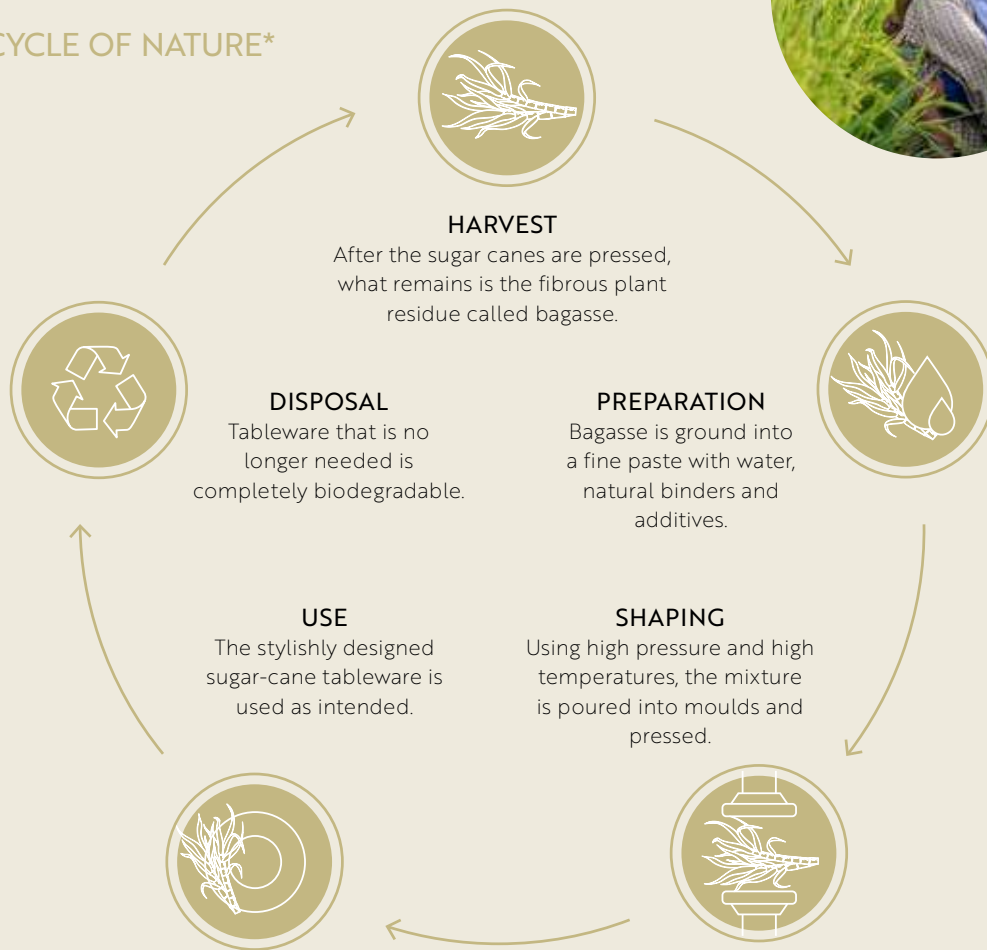 CYCLE OF NATURE*
HARVEST
After the sugar canes are pressed,
what remains is the fibrous plant
residue called bagasse.
DISPOSAL
Tableware that is no
longer needed is
completely biodegradable.
PREPARATION
Bagasse is ground into
a fine paste with water,
natural binders and
additives.
USE
The stylishly designed
sugar-cane tableware is
used as intended.
SHAPING
Using high pressure and high
temperatures, the mixture
is poured into moulds and
pressed.